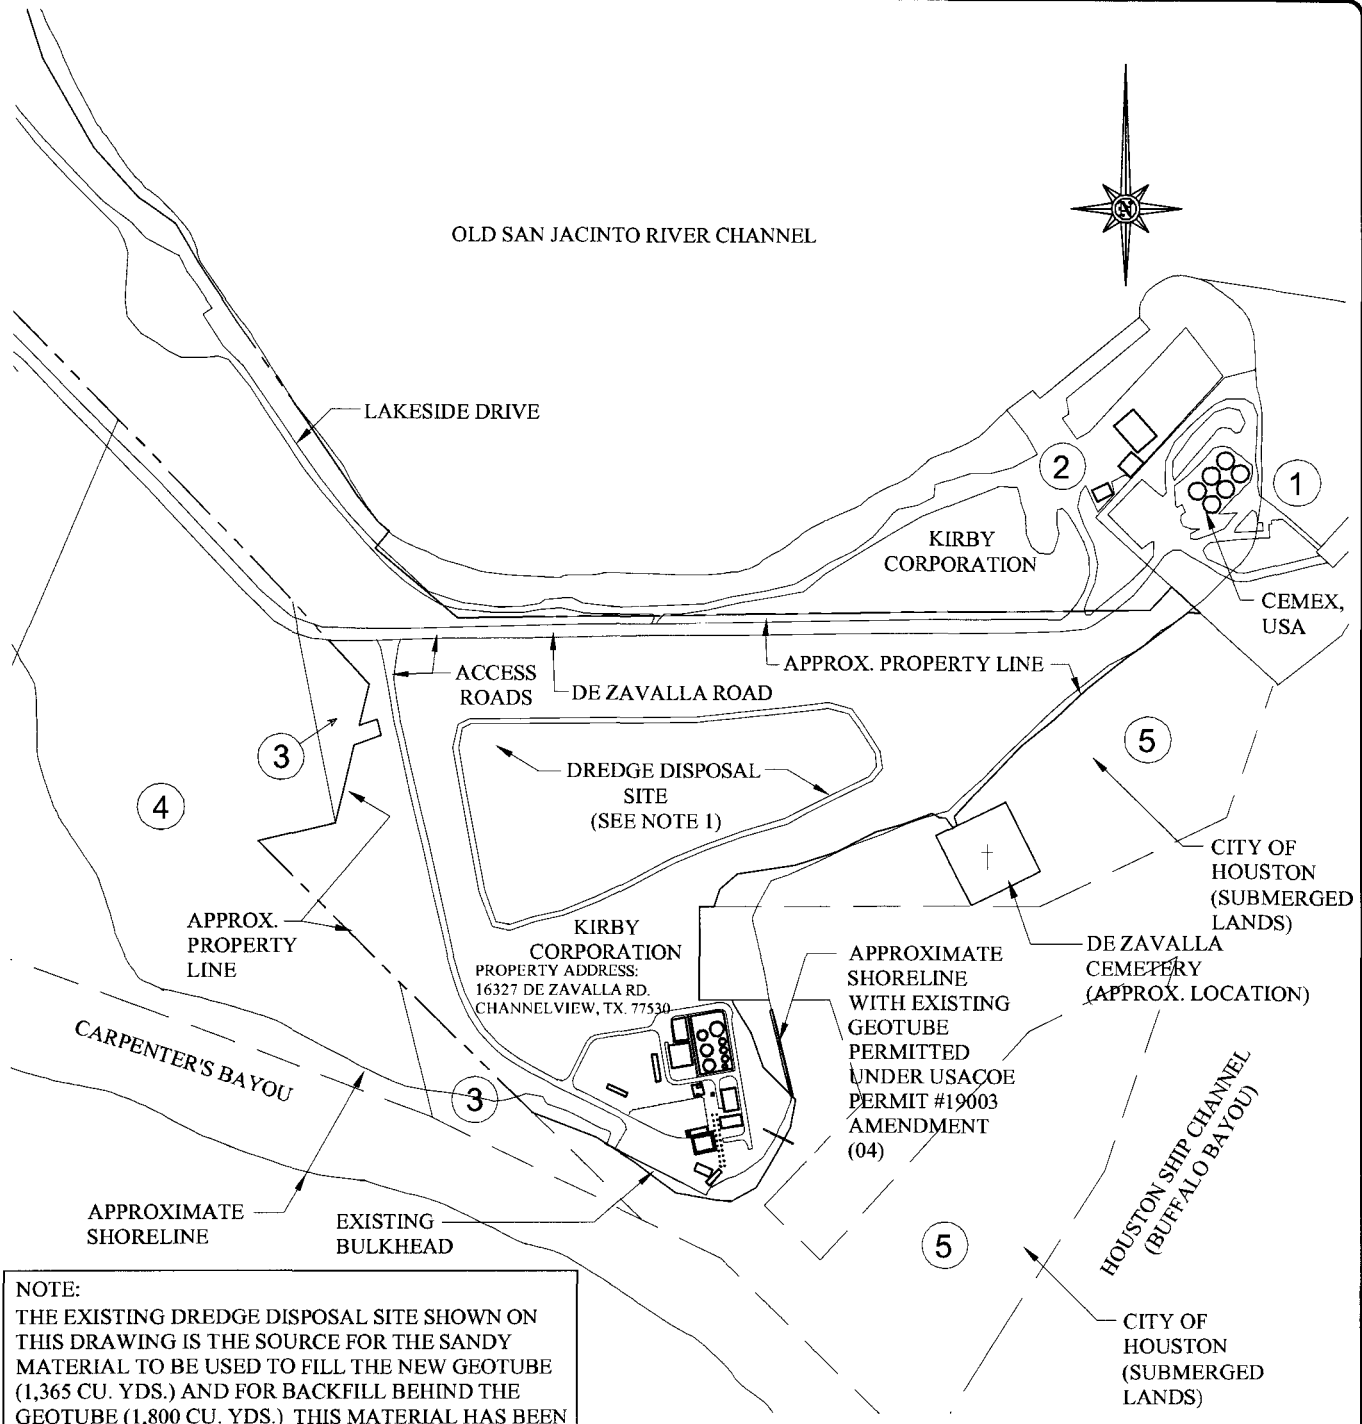 OLD SAN JACINTO RIVER CHANNEL
N
LAKESIDE DRIVE
2
1
KIRBY
CORPORATION
CEMEX,
USA
ACCESS
ROADS
DE ZAVALLA ROAD
APPROX. PROPERTY LINE
3
5
DREDGE DISPOSAL
SITE
(SEE NOTE 1)
4
CITY OF
HOUSTON
(SUBMERGED
LANDS)
APPROX.
PROPERTY
LINE
KIRBY
CORPORATION
PROPERTY ADDRESS:
16327 DE ZAVALLA RD.
CHANNELVIEW, TX. 77530
APPROXIMATE
SHORELINE
WITH EXISTING
GEOTUBE
PERMITTED
UNDER USACOE
PERMIT #19003
AMENDMENT
(04)
DE ZAVALLA
CEMETERY
(APPROX. LOCATION)
CARPENTER'S BAYOU
3
HOUSTON SHIP CHANNEL
(BUFFALO BAYOU)
APPROXIMATE
SHORELINE
EXISTING
BULKHEAD
5
CITY OF
HOUSTON
(SUBMERGED
LANDS)
NOTE:
THE EXISTING DREDGE DISPOSAL SITE SHOWN ON
THIS DRAWING IS THE SOURCE FOR THE SANDY
MATERIAL TO BE USED TO FILL THE NEW GEOTUBE
(1,365 CU. YDS.) AND FOR BACKFILL BEHIND THE
GEOTUBE (1,800 CU. YDS.) THIS MATERIAL HAS BEEN